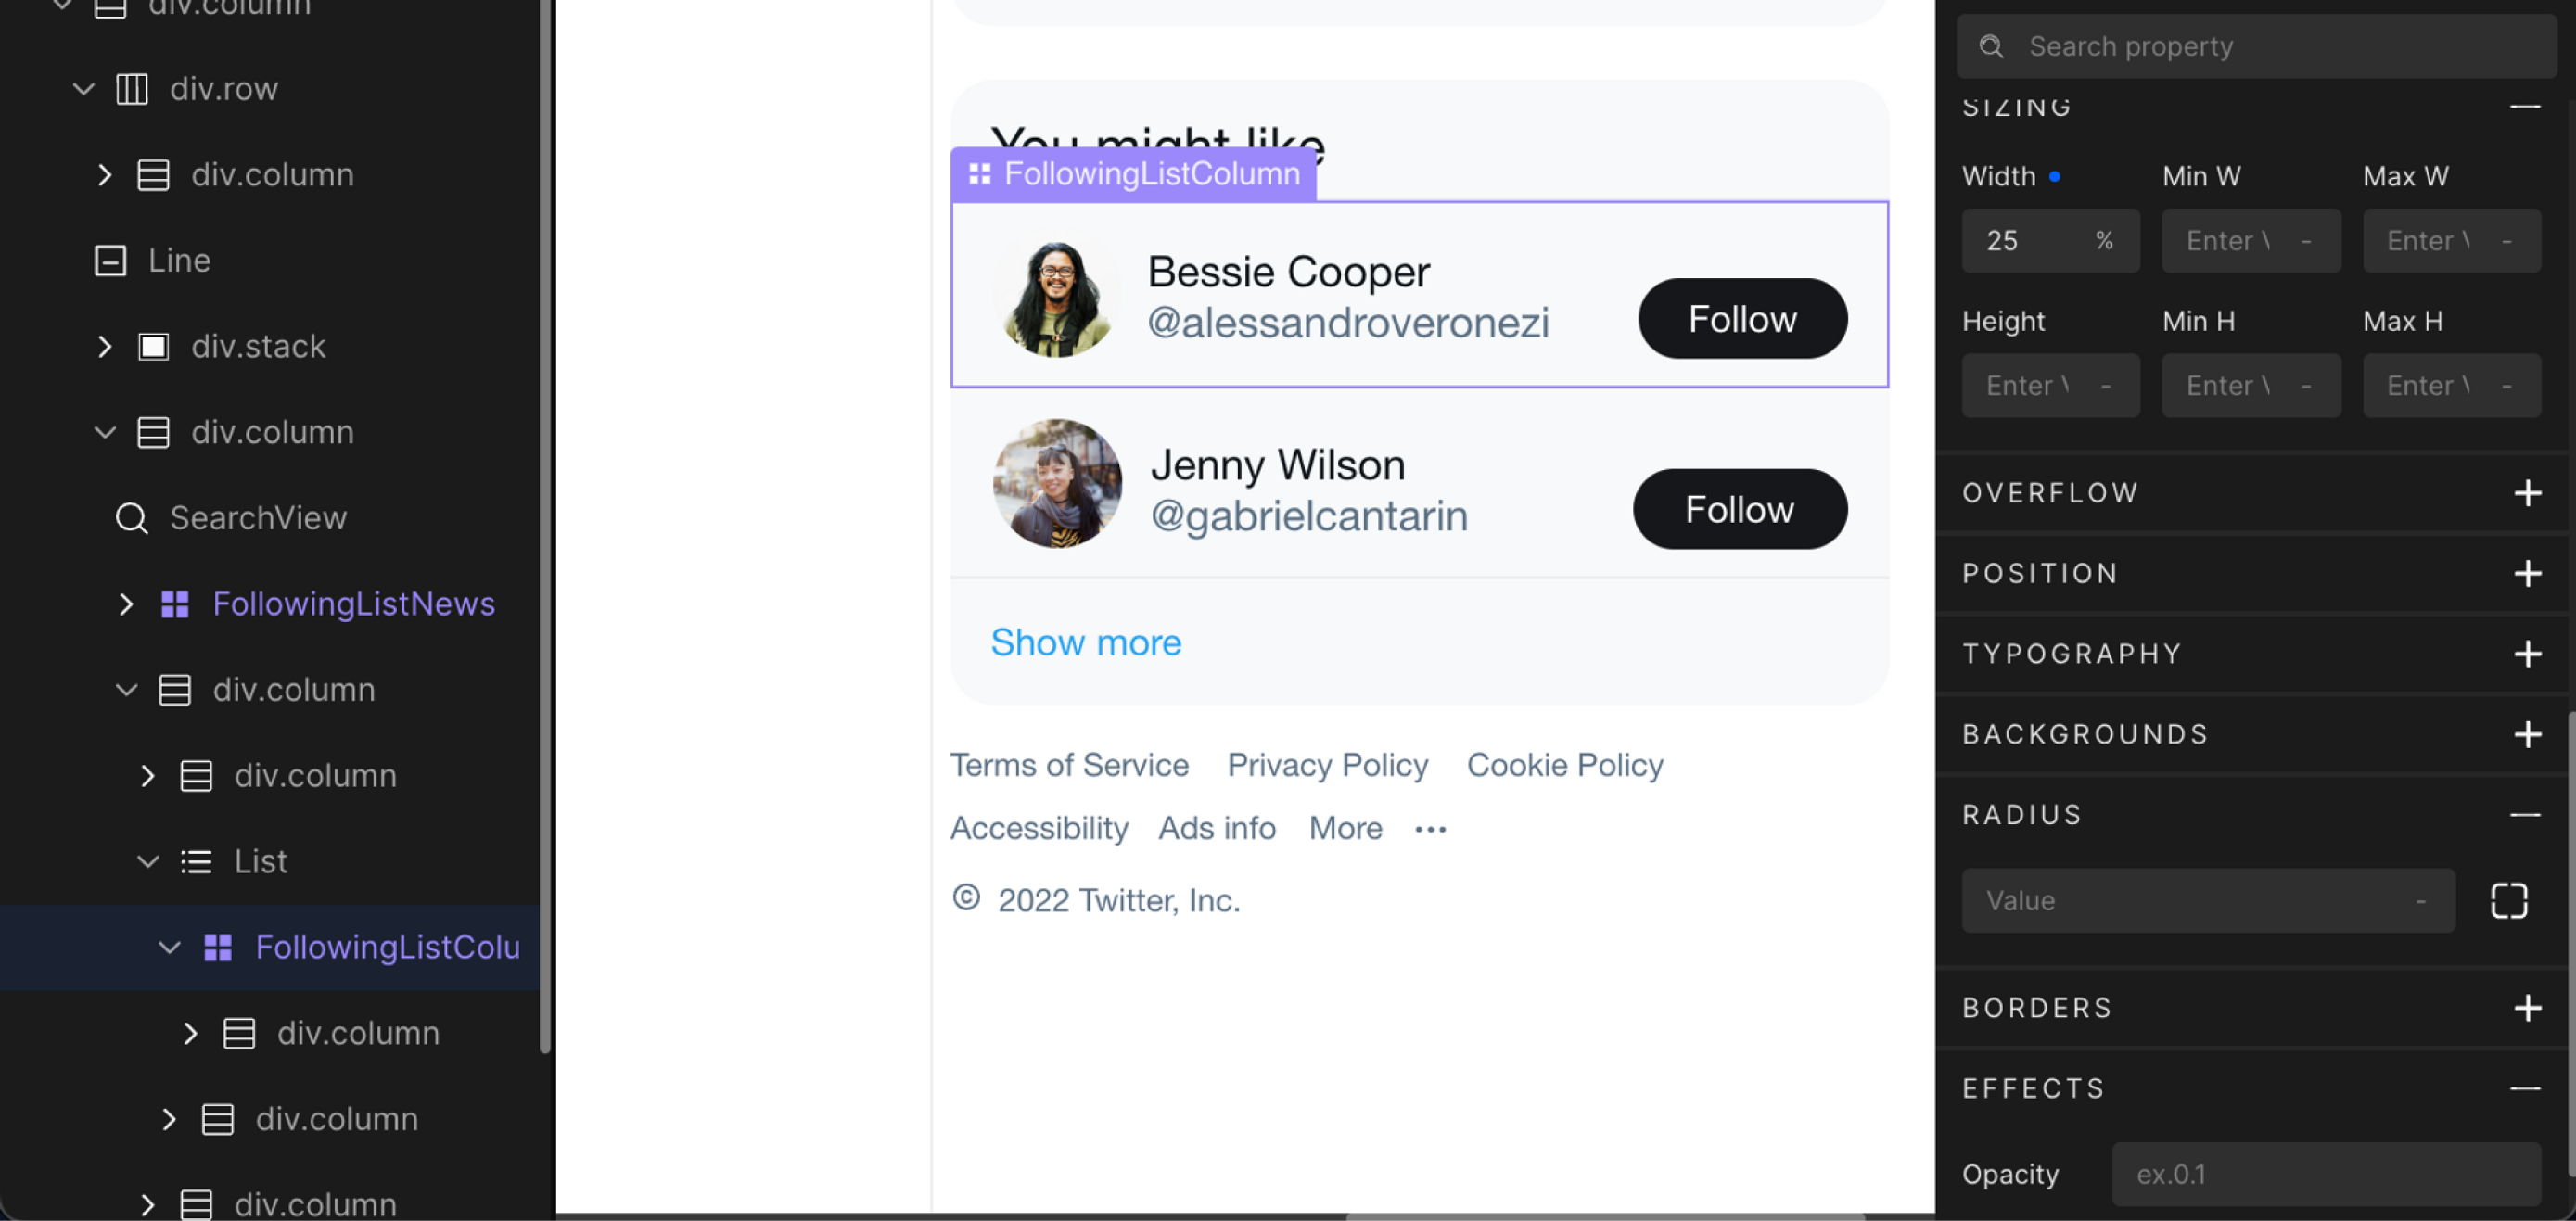 div.column
div.row
div.column
Line
div.stack
div.column
SearchView
FollowingListNews
div.column
div.column
List
FollowingListColu
div.column
div.column
div.column
You might like
FollowingListColumn
Bessie Cooper
@alessandroveronezi
Follow
Jenny Wilson
@gabrielcantarin
Follow
Show more
Terms of Service Privacy Policy Cookie Policy
Accessibility Ads info More ...
© 2022 Twitter, Inc.
Search property
SIZING
Width Min W Max W
25 % Enter - Enter -
Height Min H Max H
Enter - Enter - Enter -
OVERFLOW
POSITION
TYPOGRAPHY
BACKGROUNDS
RADIUS
Value -
BORDERS
EFFECTS
Opacity ex.0.1